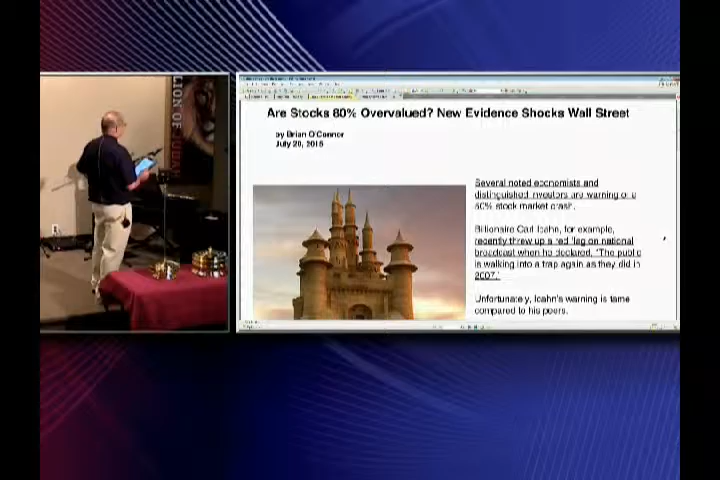 LION OF JUDAH
Are Stocks 80% Overvalued? New Evidence Shocks Wall Street
by Brian O'Connor
July 20, 2015
Several noted economists and
distinguished investors are warning of a
80% stock market crash.
Billionaire Carl Icahn, for example,
recently threw up a red flag on national
broadcast when he declared, "The public
is walking into a trap again as they did in
2007."
Unfortunately, Icahn's warning is tame
compared to his peers.